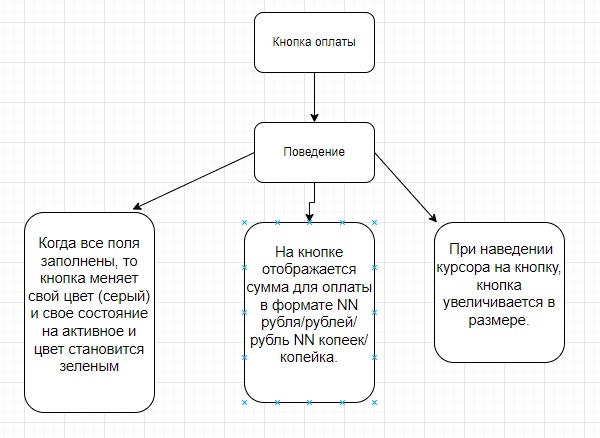 Кнопка оплаты
Поведение
Когда все поля
заполнены, то
кнопка меняет
свой цвет (серый)
и свое состояние
на активное и
цвет становится
зеленым
На кнопке
отображается
сумма для оплаты
в формате NN
рубля/рублей/
рубль NN копеек/
копейка.
При наведении
курсора на кнопку,
кнопка
увеличивается в
размере.